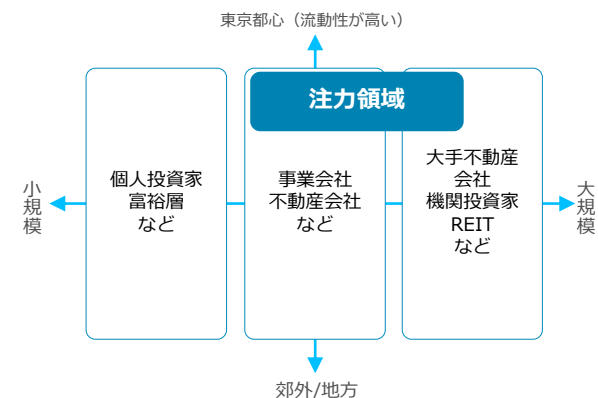 東京都心（流動性が高い）
注力領域
小規模
個人投資家
富裕層
など
事業会社
不動産会社
など
大手不動産
会社
機関投資家
REIT
など
大規模
郊外/地方